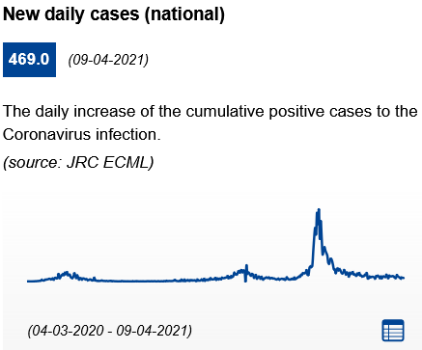 New daily cases (national)
469.0 (09-04-2021)
The daily increase of the cumulative positive cases to the
Coronavirus infection.
(source: JRC ECML)
(04-03-2020 - 09-04-2021)